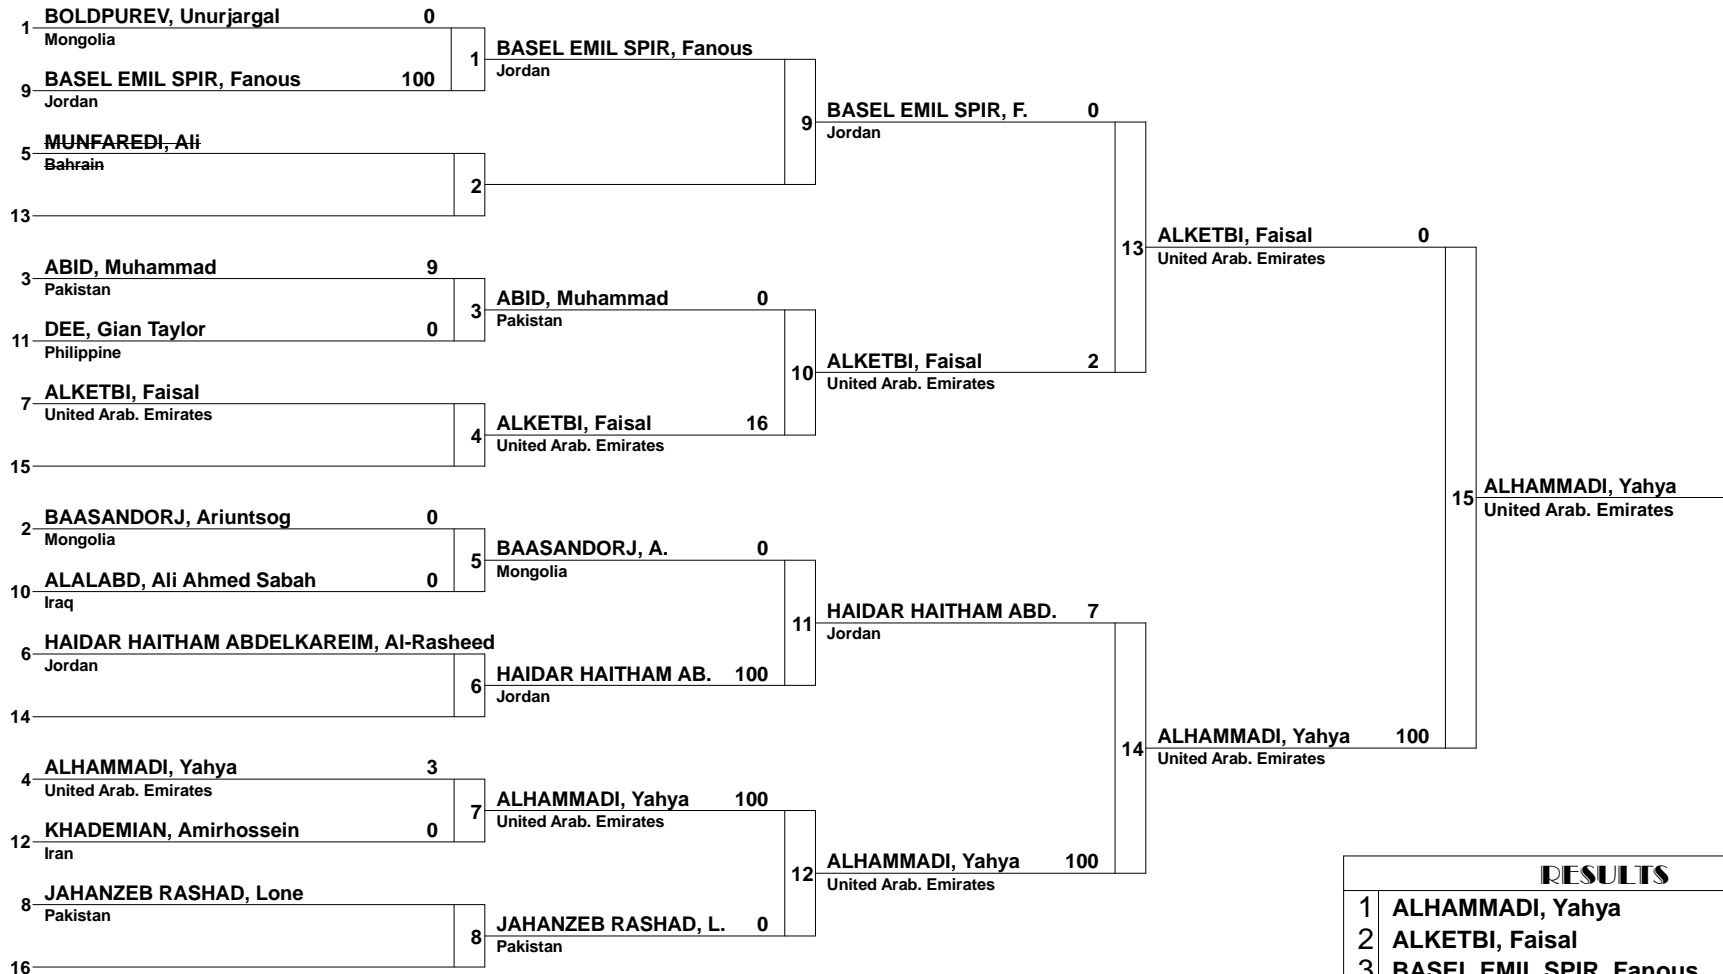 BOLDPUREV, Unurjargal 0
1
Mongolia
BASEL EMIL SPIR, Fanous 100
9
Jordan
1
BASEL EMIL SPIR, Fanous
Jordan
MUNFAREDI, Ali
5
Bahrain
2
13
9
BASEL EMIL SPIR, F. 0
Jordan
ABID, Muhammad 9
3
Pakistan
DEE, Gian Taylor 0
11
Philippine
3
ABID, Muhammad 0
Pakistan
ALKETBI, Faisal
7
United Arab. Emirates
4
15
ALKETBI, Faisal 16
United Arab. Emirates
10
ALKETBI, Faisal 2
United Arab. Emirates
13
ALKETBI, Faisal 0
United Arab. Emirates
BAASANDORJ, Ariuntsog 0
2
Mongolia
ALALABD, Ali Ahmed Sabah 0
10
Iraq
5
BAASANDORJ, A. 0
Mongolia
HAIDAR HAITHAM ABDELKAREIM, Al-Rasheed
6
Jordan
6
14
HAIDAR HAITHAM AB. 100
Jordan
11
HAIDAR HAITHAM ABD. 7
Jordan
ALHAMMADI, Yahya 3
4
United Arab. Emirates
KHADEMIAN, Amirhossein 0
12
Iran
7
ALHAMMADI, Yahya 100
United Arab. Emirates
JAHANZEB RASHAD, Lone
8
Pakistan
8
16
JAHANZEB RASHAD, L. 0
Pakistan
12
ALHAMMADI, Yahya 100
United Arab. Emirates
14
ALHAMMADI, Yahya 100
United Arab. Emirates
15
ALHAMMADI, Yahya
United Arab. Emirates
RESULTS
1 ALHAMMADI, Yahya
2 ALKETBI, Faisal
3 BASEL EMIL SPIR, Fanous